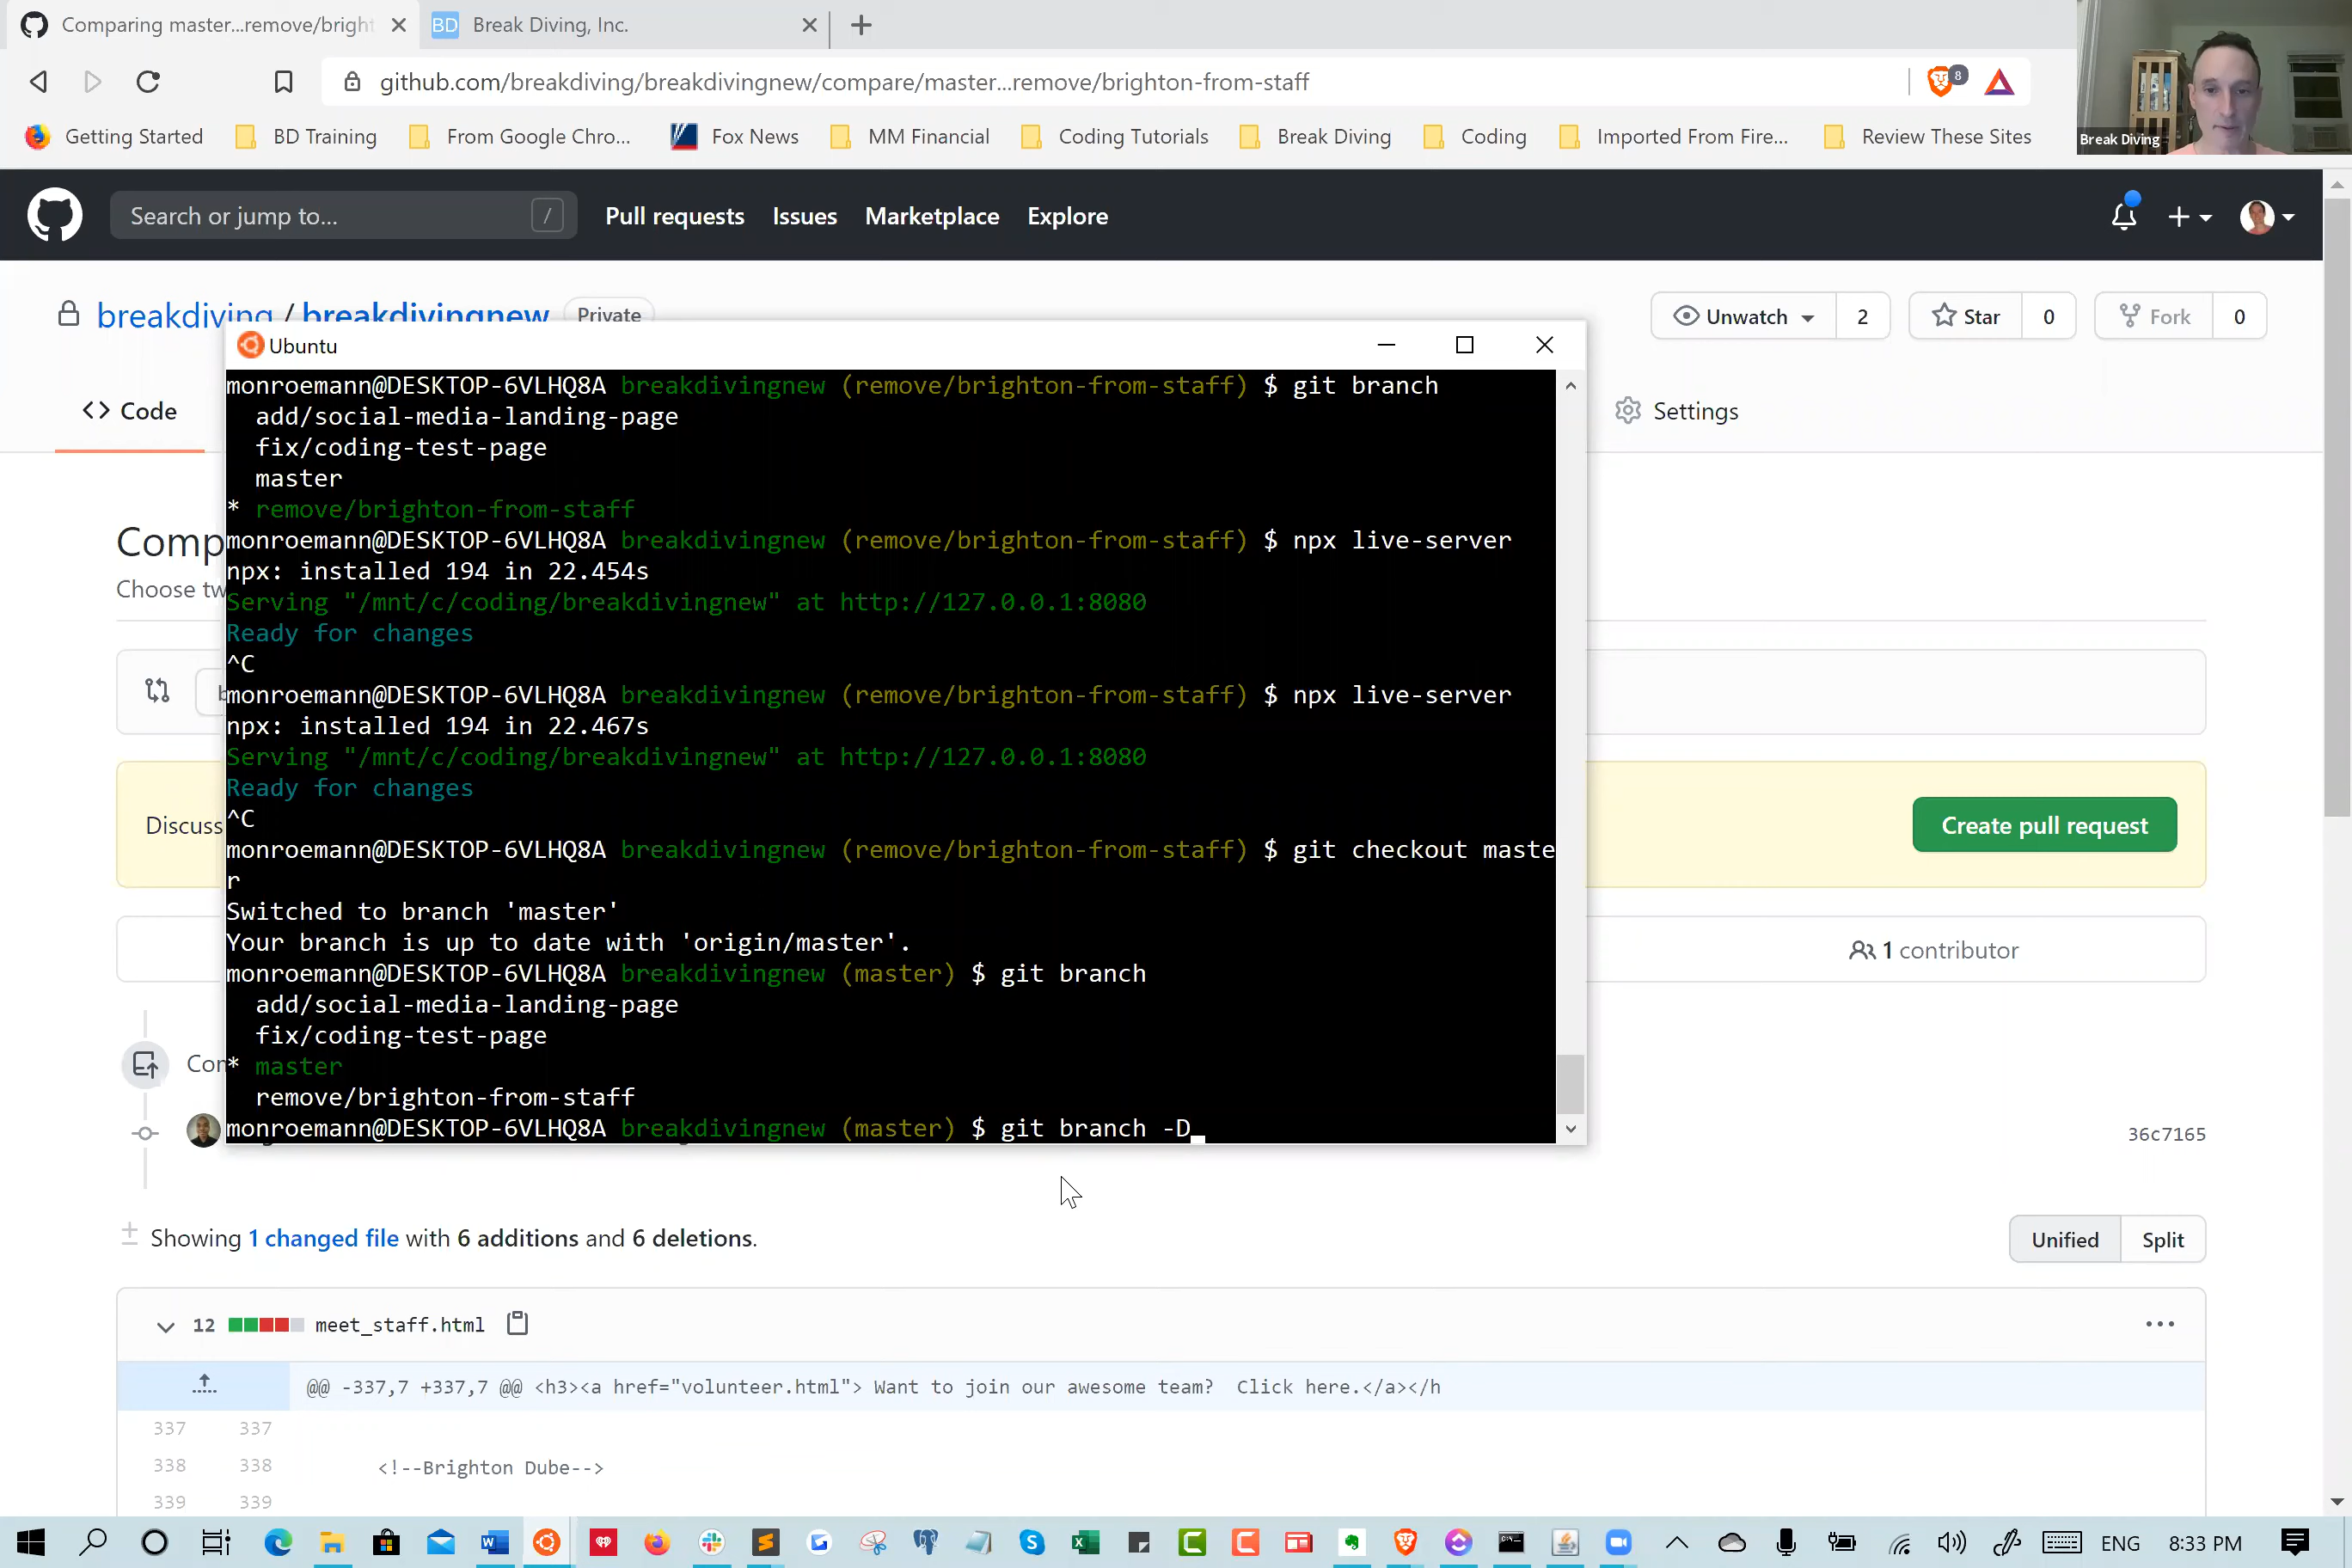 Comparing master...remove/bright
BD Break Diving, Inc.
github.com/breakdiving/breakdivingnew/compare/master...remove/brighton-from-staff
8
Getting Started
BD Training
From Google Chro...
Fox News
MM Financial
Coding Tutorials
Break Diving
Coding
Imported From Fire...
Review These Sites
Break Diving
Search or jump to...
/
Pull requests
Issues
Marketplace
Explore
breakdiving / breakdivingnew
Private
Unwatch
2
Star
0
Fork
0
Code
Settings
Comp
Choose tw
Ubuntu
monroemann@DESKTOP-6VLHQ8A breakdivingnew (remove/brighton-from-staff) $ git branch
add/social-media-landing-page
fix/coding-test-page
master
* remove/brighton-from-staff
monroemann@DESKTOP-6VLHQ8A breakdivingnew (remove/brighton-from-staff) $ npx live-server
npx: installed 194 in 22.454s
Serving "/mnt/c/coding/breakdivingnew" at http://127.0.0.1:8080
Ready for changes
^C
monroemann@DESKTOP-6VLHQ8A breakdivingnew (remove/brighton-from-staff) $ npx live-server
npx: installed 194 in 22.467s
Serving "/mnt/c/coding/breakdivingnew" at http://127.0.0.1:8080
Ready for changes
^C
monroemann@DESKTOP-6VLHQ8A breakdivingnew (remove/brighton-from-staff) $ git checkout maste
r
Switched to branch 'master'
Your branch is up to date with 'origin/master'.
monroemann@DESKTOP-6VLHQ8A breakdivingnew (master) $ git branch
add/social-media-landing-page
fix/coding-test-page
* master
remove/brighton-from-staff
monroemann@DESKTOP-6VLHQ8A breakdivingnew (master) $ git branch -D
Discuss
Create pull request
1 contributor
Con
36c7165
Showing 1 changed file with 6 additions and 6 deletions.
Unified
Split
12
meet_staff.html
@@ -337,7 +337,7 @@ <h3><a href="volunteer.html"> Want to join our awesome team? Click here.</a></h
337 337
338 338 <!--Brighton Dube-->
339 339
ENG
8:33 PM